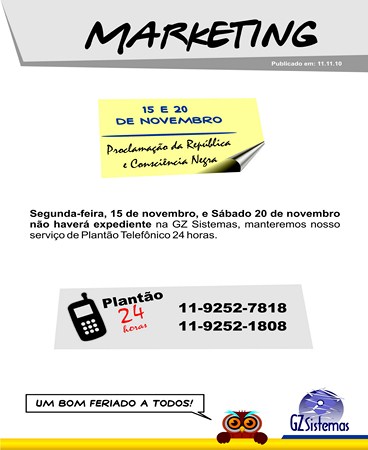 MARKETING
Publicado em: 11.11.10
15 E 20
DE NOVEMBRO
Proclamação da República
e Consciência Negra
Segunda-feira, 15 de novembro, e Sábado 20 de novembro
não haverá expediente na GZ Sistemas, manteremos nosso
serviço de Plantão Telefônico 24 horas.
Plantão
24
horas
11-9252-7818
11-9252-1808
UM BOM FERIADO A TODOS!
GZSistemas